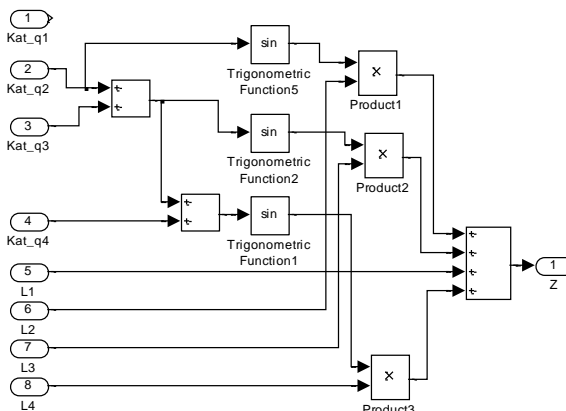 1
Kat_q1
2
Kat_q2
3
Kat_q3
4
Kat_q4
5
L1
6
L2
7
L3
8
L4
+
+
+
+
sin
Trigonometric
Function5
sin
Trigonometric
Function2
sin
Trigonometric
Function1
×
Product1
×
Product2
×
Product3
+
+
+
+
1
Z